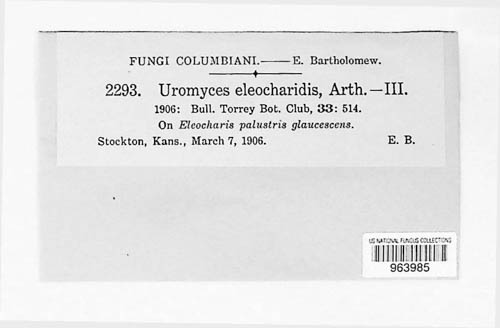 FUNGI COLUMBIANI.——E. Bartholomew.
2293. Uromyces eleocharidis, Arth.—III.
1906: Bull. Torrey Bot. Club, 33: 514.
On Eleocharis palustris glaucescens.
Stockton, Kans., March 7, 1906. E. B.
US NATIONAL FUNGUS COLLECTIONS
963985